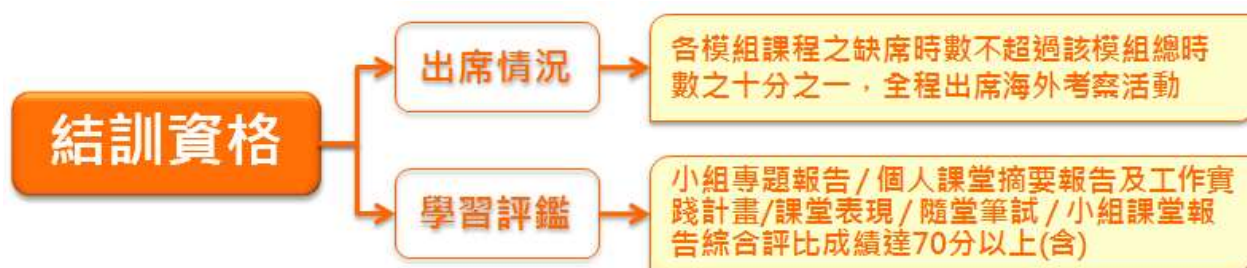 結訓資格
出席情況
各模組課程之缺席時數不超過該模組總時
數之十分之一，全程出席海外考察活動
學習評鑑
小組專題報告 / 個人課堂摘要報告及工作實
踐計畫/課堂表現 / 隨堂筆試 / 小組課堂報
告綜合評比成績達70分以上(含)